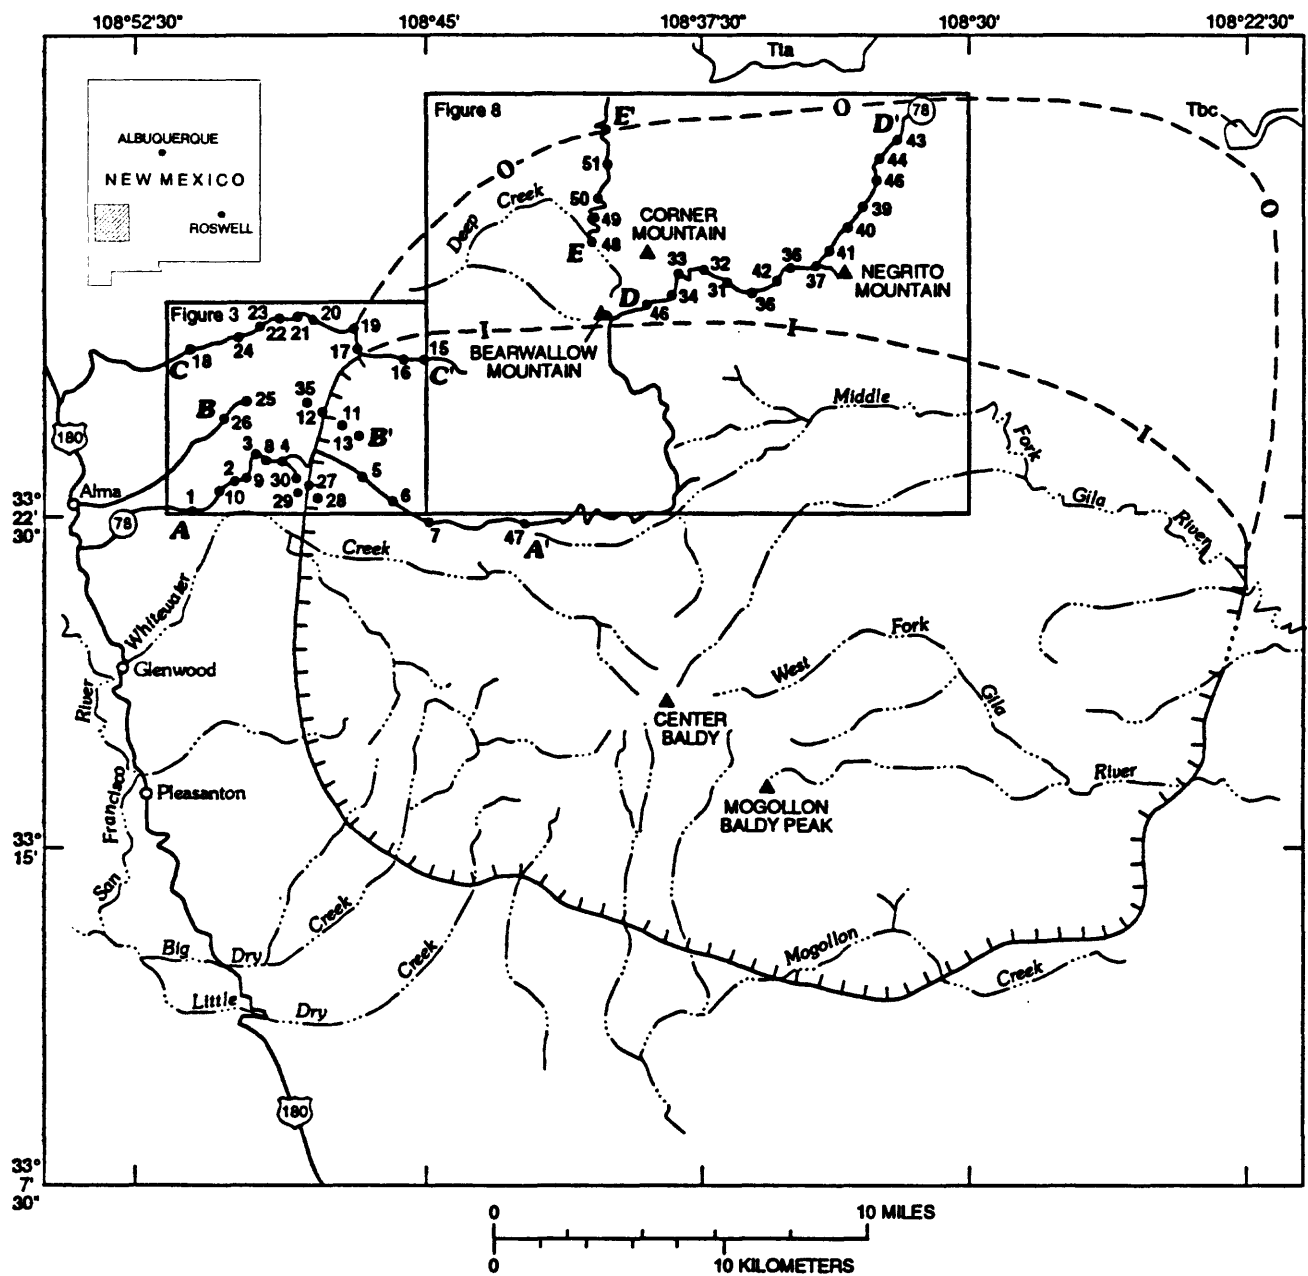 108°52'30"
108°45'
108°37'30"
108°30'
108°22'30"
Tla
Figure 8
E'
O
78
D'
Tbc
43
ALBUQUERQUE
NEW MEXICO
ROSWELL
51
O
44
46
Creek
50
39
O
Deep
49
CORNER
MOUNTAIN
40
E
48
41
33
32
36
NEGRITO
MOUNTAIN
42
37
31
D
34
36
46
Figure 3
23
20
19
22
21
I
I
18
24
17
15
BEARWALLOW
MOUNTAIN
C
16
C'
35
25
B
26
12
11
Middle
13
B'
180
I
Fork
3
8
4
5
2
9
30
27
Alma
10
29
28
6
Gila
33°
22'
30"
1
River
78
A
7
47
A'
Creek
Whitewater
Fork
Glenwood
West
River
Gila
CENTER
BALDY
River
Francisco
Pleasanton
MOGOLLON
BALDY PEAK
33°
15'
San
Creek
Big
Dry
Creek
Mogollon
Creek
Little
Dry
180
33°
7'
30"
0
10 MILES
0
10 KILOMETERS